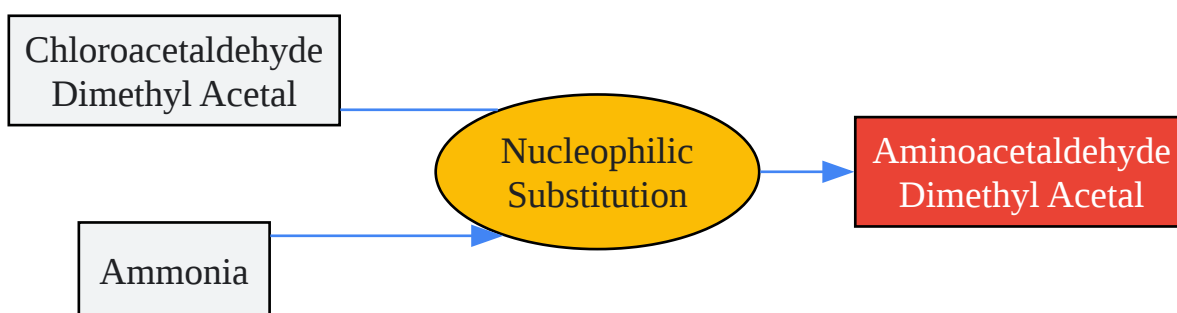 Chloroacetaldehyde
Dimethyl Acetal
Nucleophilic
Substitution
Aminoacetaldehyde
Dimethyl Acetal
Ammonia